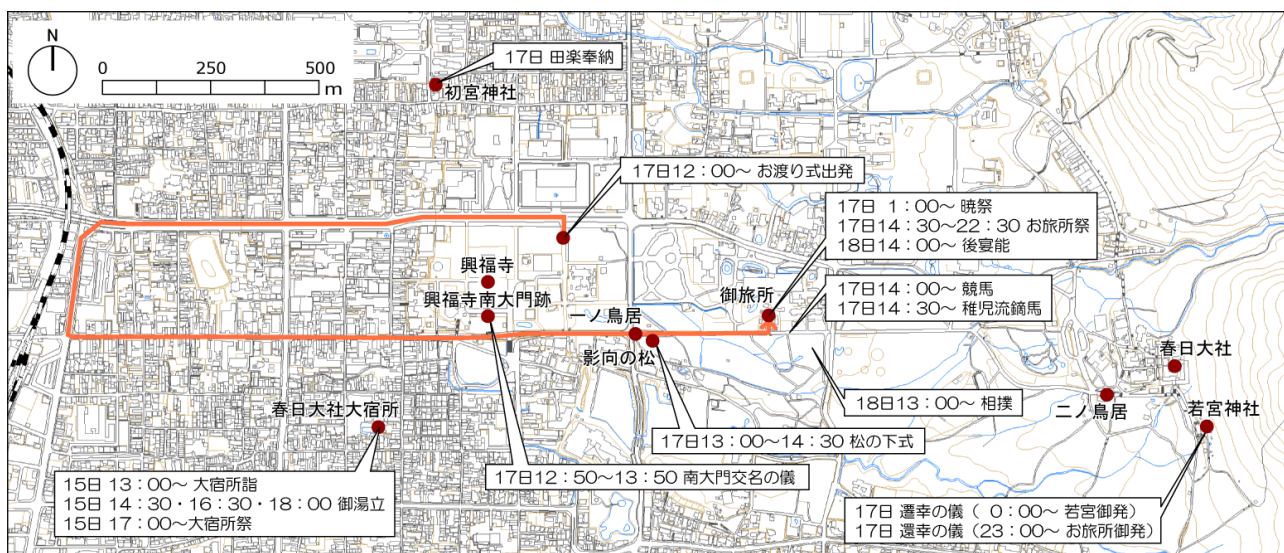 N
0 250 500
m
17日 田楽奉納
初宮神社
17日12：00～ お渡り式出発
17日 1：00～ 暁祭
17日14：30～22：30 お旅所祭
18日14：00～ 後宴能
興福寺
興福寺南大門跡
一ノ鳥居
影向の松
御旅所
17日14：00～ 競馬
17日14：30～ 稚児流鏑馬
春日大社
18日13：00～ 相撲
二ノ鳥居
若宮神社
春日大社大宿所
17日13：00～14：30 松の下式
17日12：50～13：50 南大門交名の儀
15日 13：00～ 大宿所詣
15日 14：30・16：30・18：00 御湯立
15日 17：00～大宿所祭
17日 遷幸の儀（ 0：00～ 若宮御発）
17日 還幸の儀（23：00～ お旅所御発）